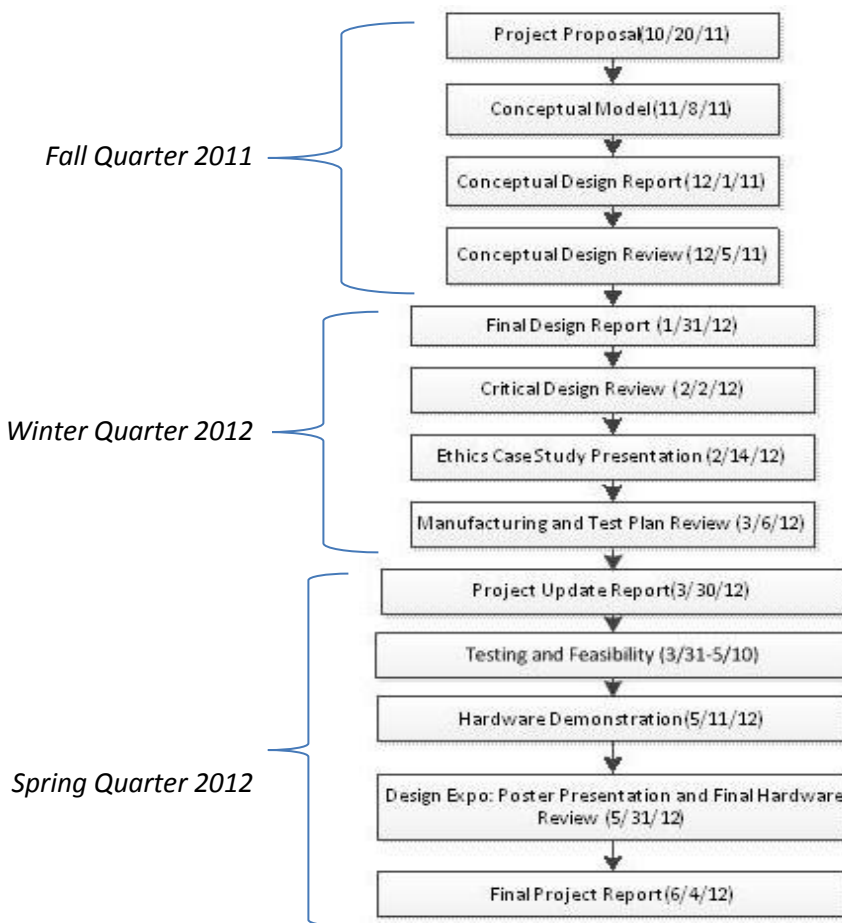 Project Proposal(10/20/11)
Conceptual Model(11/8/11)
Fall Quarter 2011
Conceptual Design Report(12/1/11)
Conceptual Design Review (12/5/11)
Final Design Report (1/31/12)
Critical Design Review (2/2/12)
Winter Quarter 2012
Ethics Case Study Presentation (2/14/12)
Manufacturing and Test Plan Review (3/6/12)
Project Update Report(3/30/12)
Testing and Feasibility (3/31-5/10)
Hardware Demonstration(5/11/12)
Spring Quarter 2012
Design Expo: Poster Presentation and Final Hardware
Review (5/31/12)
Final Project Report(6/4/12)